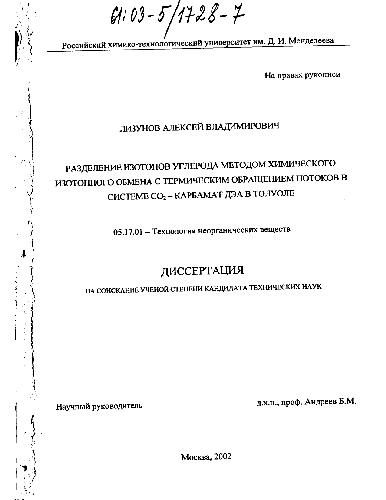 61:03-5/1728-7
Российский химико-технологический университет им. Д. И. Менделеева
На правах рукописи
ЛИЗУНОВ АЛЕКСЕЙ ВЛАДИМИРОВИЧ
РАЗДЕЛЕНИЕ ИЗОТОПОВ УГЛЕРОДА МЕТОДОМ ХИМИЧЕСКОГО
ИЗОТОПНОГО ОБМЕНА С ТЕРМИЧЕСКИМ ОБРАЩЕНИЕМ ПОТОКОВ В
СИСТЕМЕ CO₂ – КАРБАМАТ ДЭА В ТОЛУОЛЕ
05.17.01 – Технология неорганических веществ
ДИССЕРТАЦИЯ
НА СОИСКАНИЕ УЧЕНОЙ СТЕПЕНИ КАНДИДАТА ТЕХНИЧЕСКИХ НАУК
Научный руководитель д.х.н., проф. Андреев Б.М.
Москва, 2002